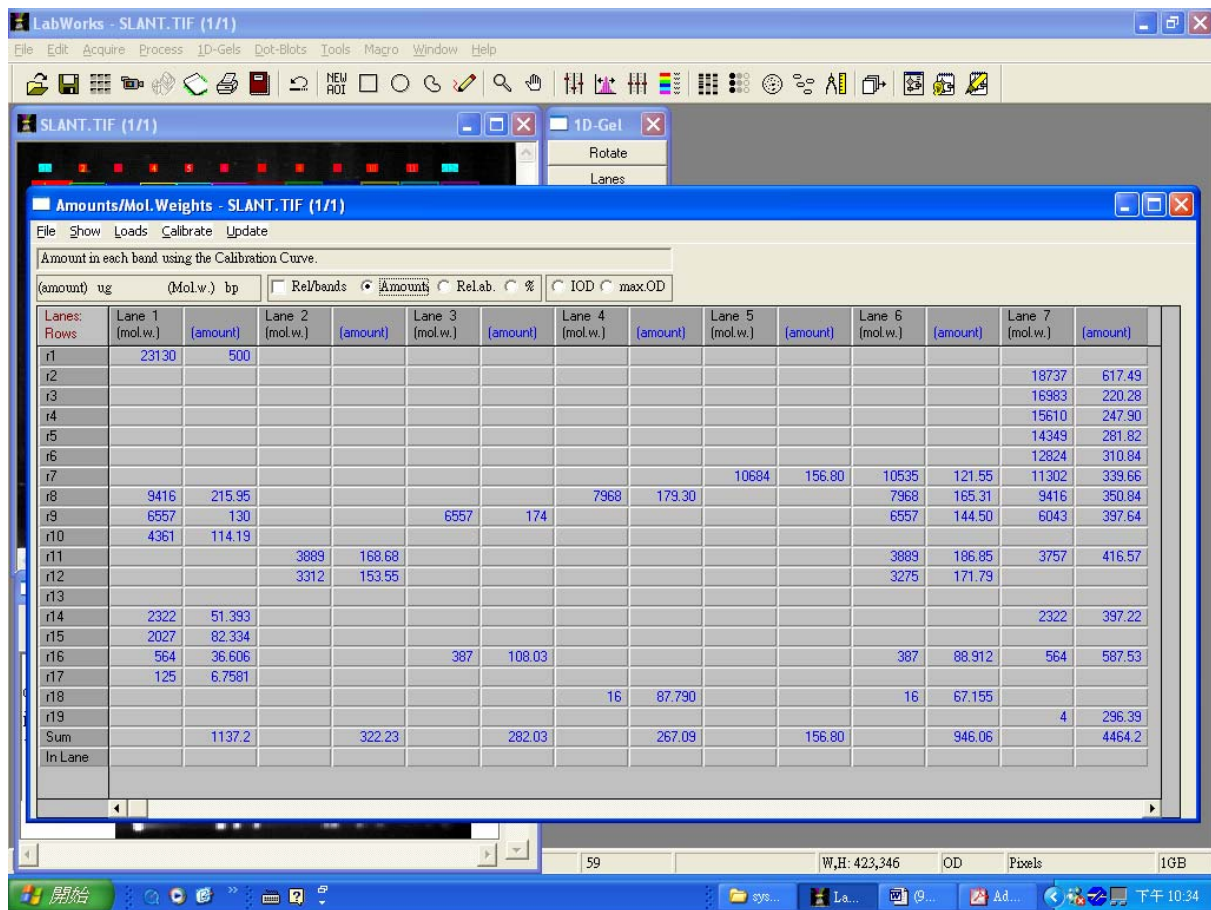 LabWorks - SLANT.TIF (1/1)
File Edit Acquire Process 1D-Gels Dot-Blots Tools Macro Window Help
NEW AOI
SLANT.TIF (1/1)
1D-Gel
Rotate
Lanes
Amounts/Mol.Weights - SLANT.TIF (1/1)
File Show Loads Calibrate Update
Amount in each band using the Calibration Curve.
(amount) ug (Mol.w.) bp Rel/bands Amounts Rel.ab. % IOD max.OD
Lanes: Lane 1 Lane 2 Lane 3 Lane 4 Lane 5 Lane 6 Lane 7
Rows (mol.w.) (amount) (mol.w.) (amount) (mol.w.) (amount) (mol.w.) (amount) (mol.w.) (amount) (mol.w.) (amount) (mol.w.) (amount)
r1 23130 500
r2 18737 617.49
r3 16983 220.28
r4 15610 247.90
r5 14349 281.82
r6 12824 310.84
r7 10684 156.80 10535 121.55 11302 339.66
r8 9416 215.95 7968 179.30 7968 165.31 9416 350.84
r9 6557 130 6557 174 6557 144.50 6043 397.64
r10 4361 114.19
r11 3889 168.68 3889 186.85 3757 416.57
r12 3312 153.55 3275 171.79
r13
r14 2322 51.393 2322 397.22
r15 2027 82.334
r16 564 36.606 387 108.03 387 88.912 564 587.53
r17 125 6.7581
r18 16 87.790 16 67.155
r19 4 296.39
Sum 1137.2 322.23 282.03 267.09 156.80 946.06 4464.2
In Lane
59 W,H: 423,346 OD Pixels 1GB
開始 sys... La... (9... Ad... 下午 10:34